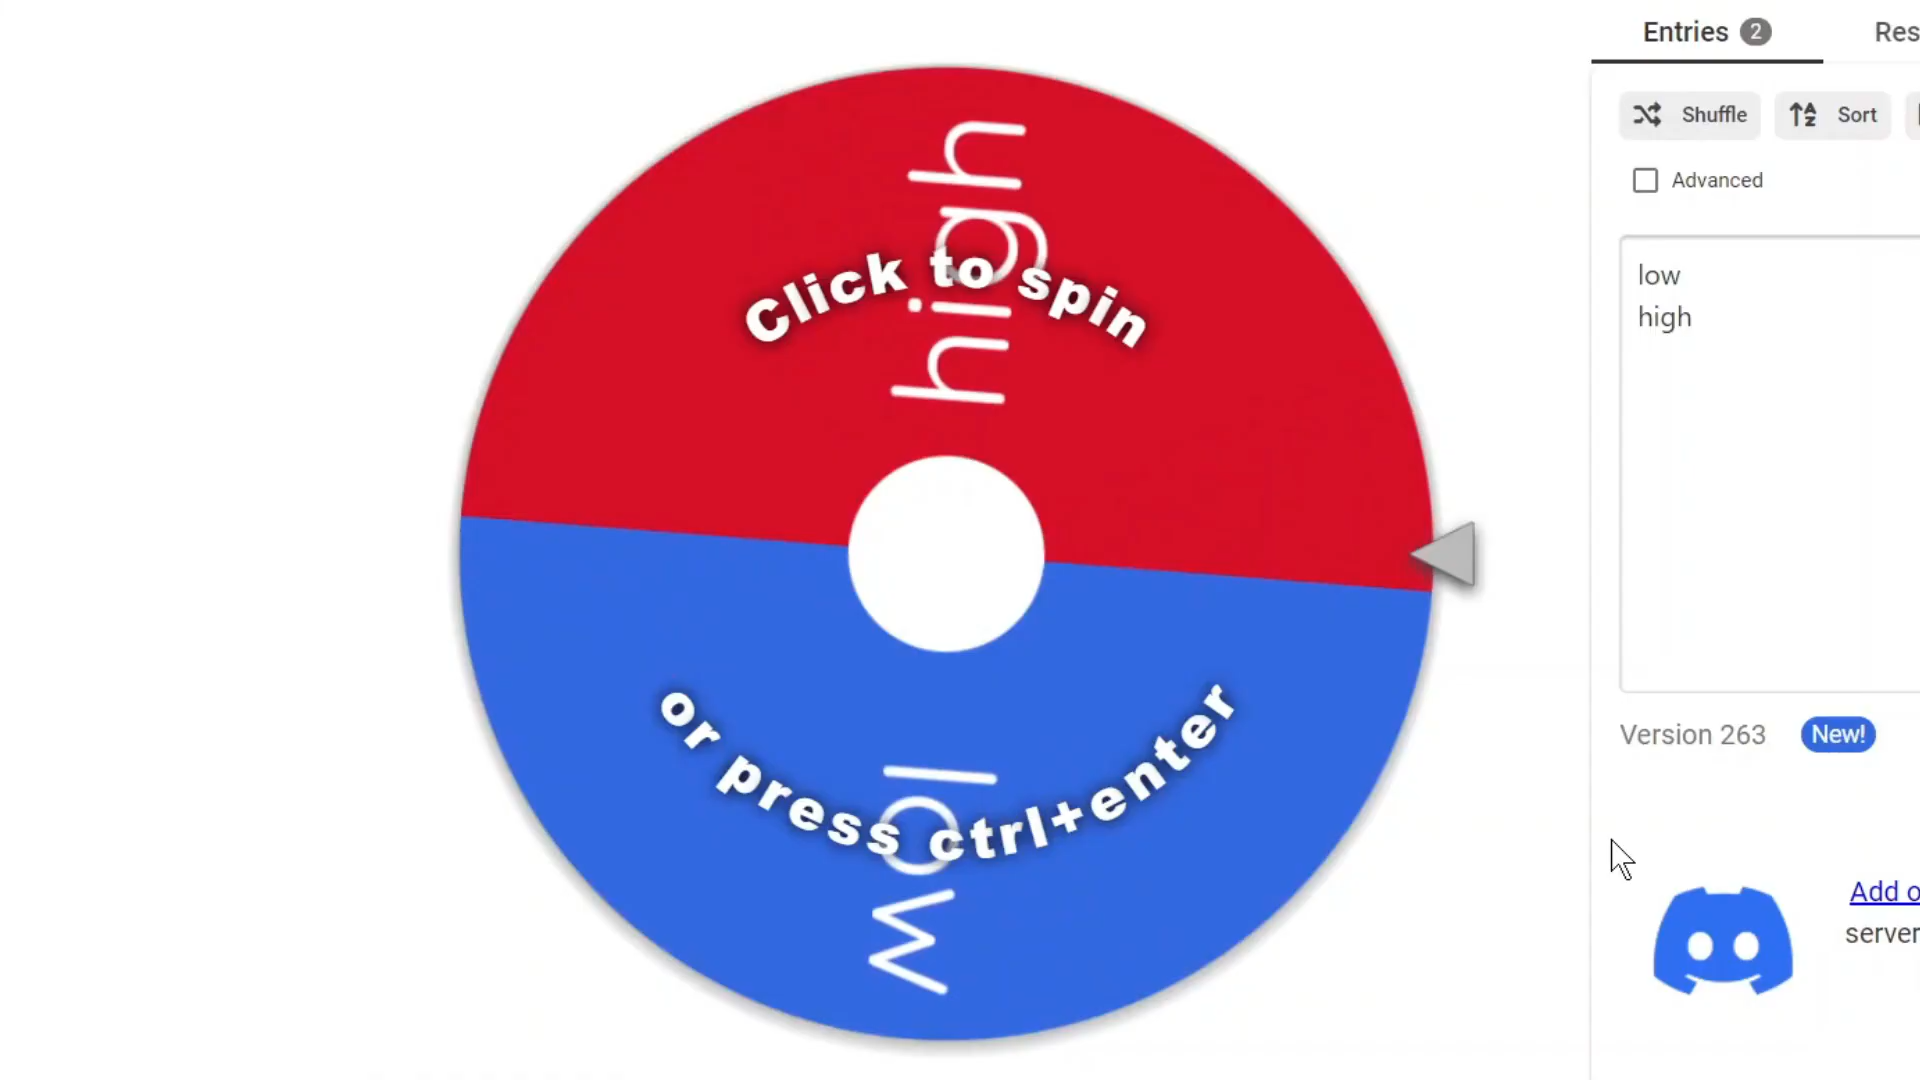 Entries 2
Res
Shuffle
Sort
Advanced
low
high
high
Click to spin
or press ctrl+enter
low
Version 263
New!
Add o
server